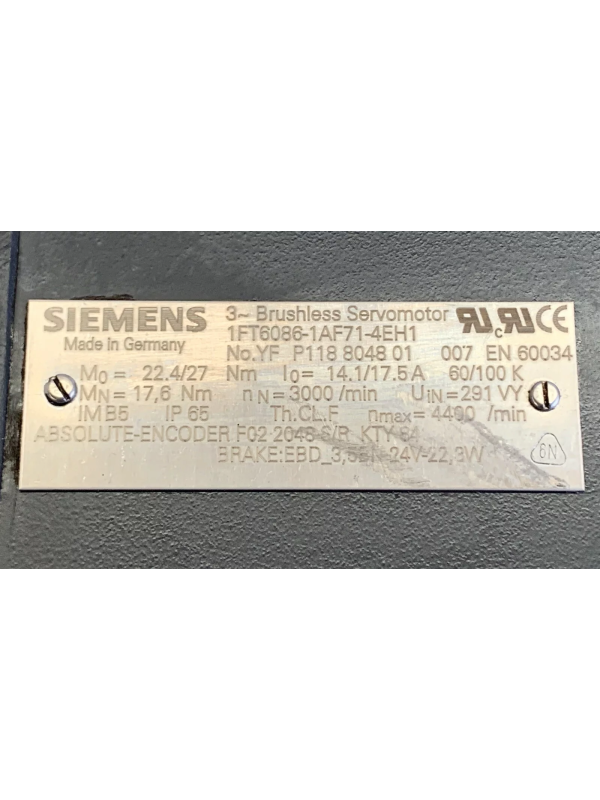 SIEMENS 3~ Brushless Servomotor
Made in Germany 1FT6086-1AF71-4EH1
No.YF P118 8048 01 007 EN 60034
M0 = 22.4/27 Nm I0= 14.1/17.5 A 60/100 K
MN = 17,6 Nm nN = 3000 /min UIN = 291 VY
IM B5 IP 65 Th.CL.F nmax= 4400 /min
ABSOLUTE-ENCODER F02 2048 S/R KTY 84
BRAKE:EBD_3,5BN-24V-22,3W
6N